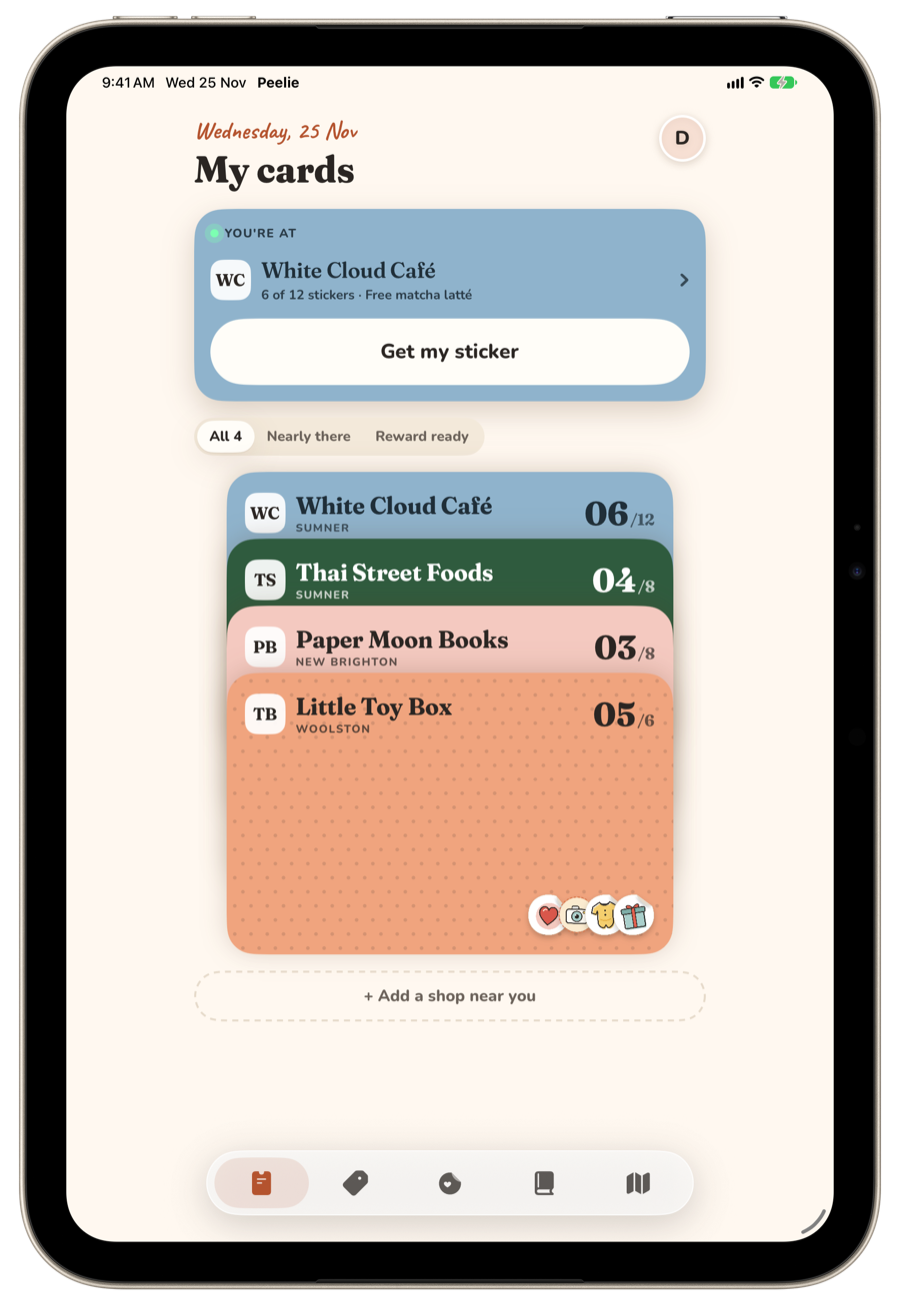 9:41 AM Wed 25 Nov Peelie
Wednesday, 25 Nov
D
My cards
YOU'RE AT
WC
White Cloud Café
6 of 12 stickers · Free matcha latté
Get my sticker
All 4 Nearly there Reward ready
WC
White Cloud Café
SUMNER
06/12
TS
Thai Street Foods
SUMNER
04/8
PB
Paper Moon Books
NEW BRIGHTON
03/8
TB
Little Toy Box
WOOLSTON
05/6
+ Add a shop near you